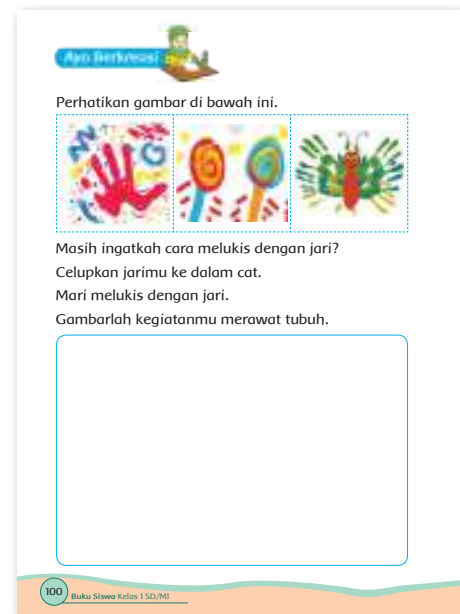 Ayo Berkreasi
Perhatikan gambar di bawah ini.
Masih ingatkah cara melukis dengan jari?
Celupkan jarimu ke dalam cat.
Mari melukis dengan jari.
Gambarlah kegiatanmu merawat tubuh.
100 Buku Siswa Kelas 1 SD/MI